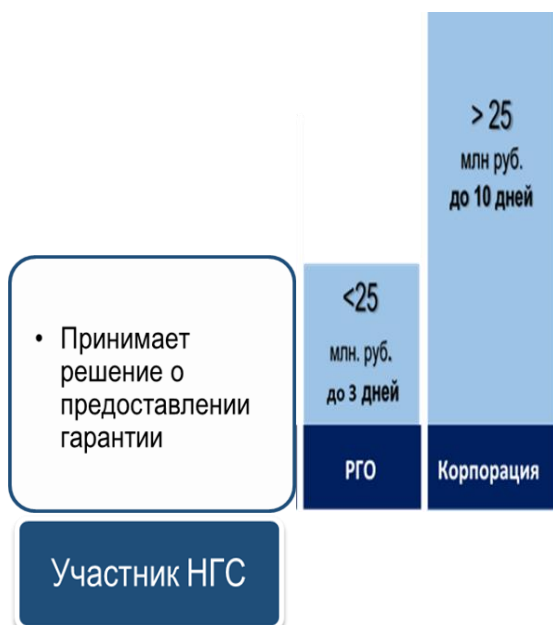 > 25
млн руб.
до 10 дней
<25
млн. руб.
до 3 дней
• Принимает
решение о
предоставлении
гарантии
РГО
Корпорация
Участник НГС